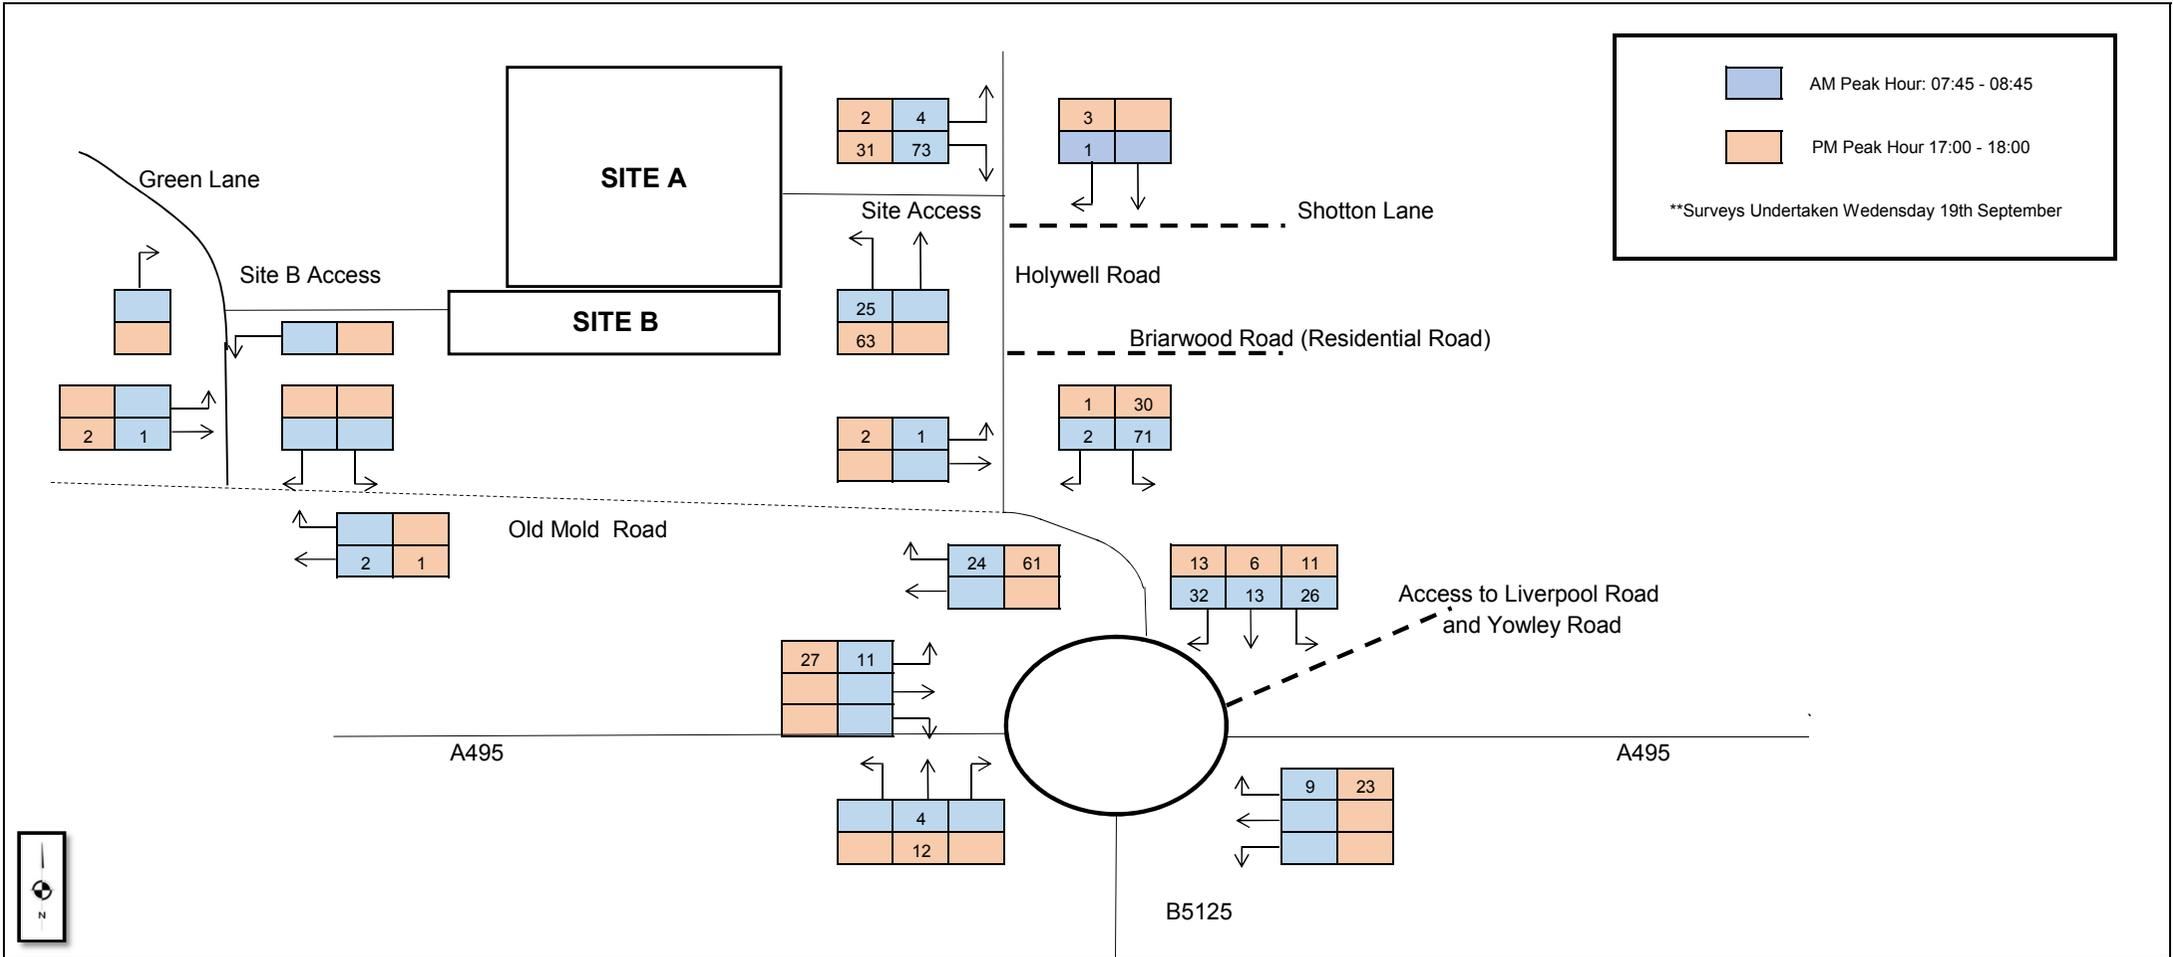 AM Peak Hour: 07:45 - 08:45
PM Peak Hour 17:00 - 18:00
**Surveys Undertaken Wedensday 19th September
2 4
31 73
3
1
SITE A
Green Lane
Site Access
Shotton Lane
Site B Access
Holywell Road
25
63
SITE B
Briarwood Road (Residential Road)
2 1
2 1
1 30
2 71
Old Mold Road
2 1
24 61
13 6 11
32 13 26
Access to Liverpool Road
and Yowley Road
27 11
A495
A495
4
12
9 23
B5125
N